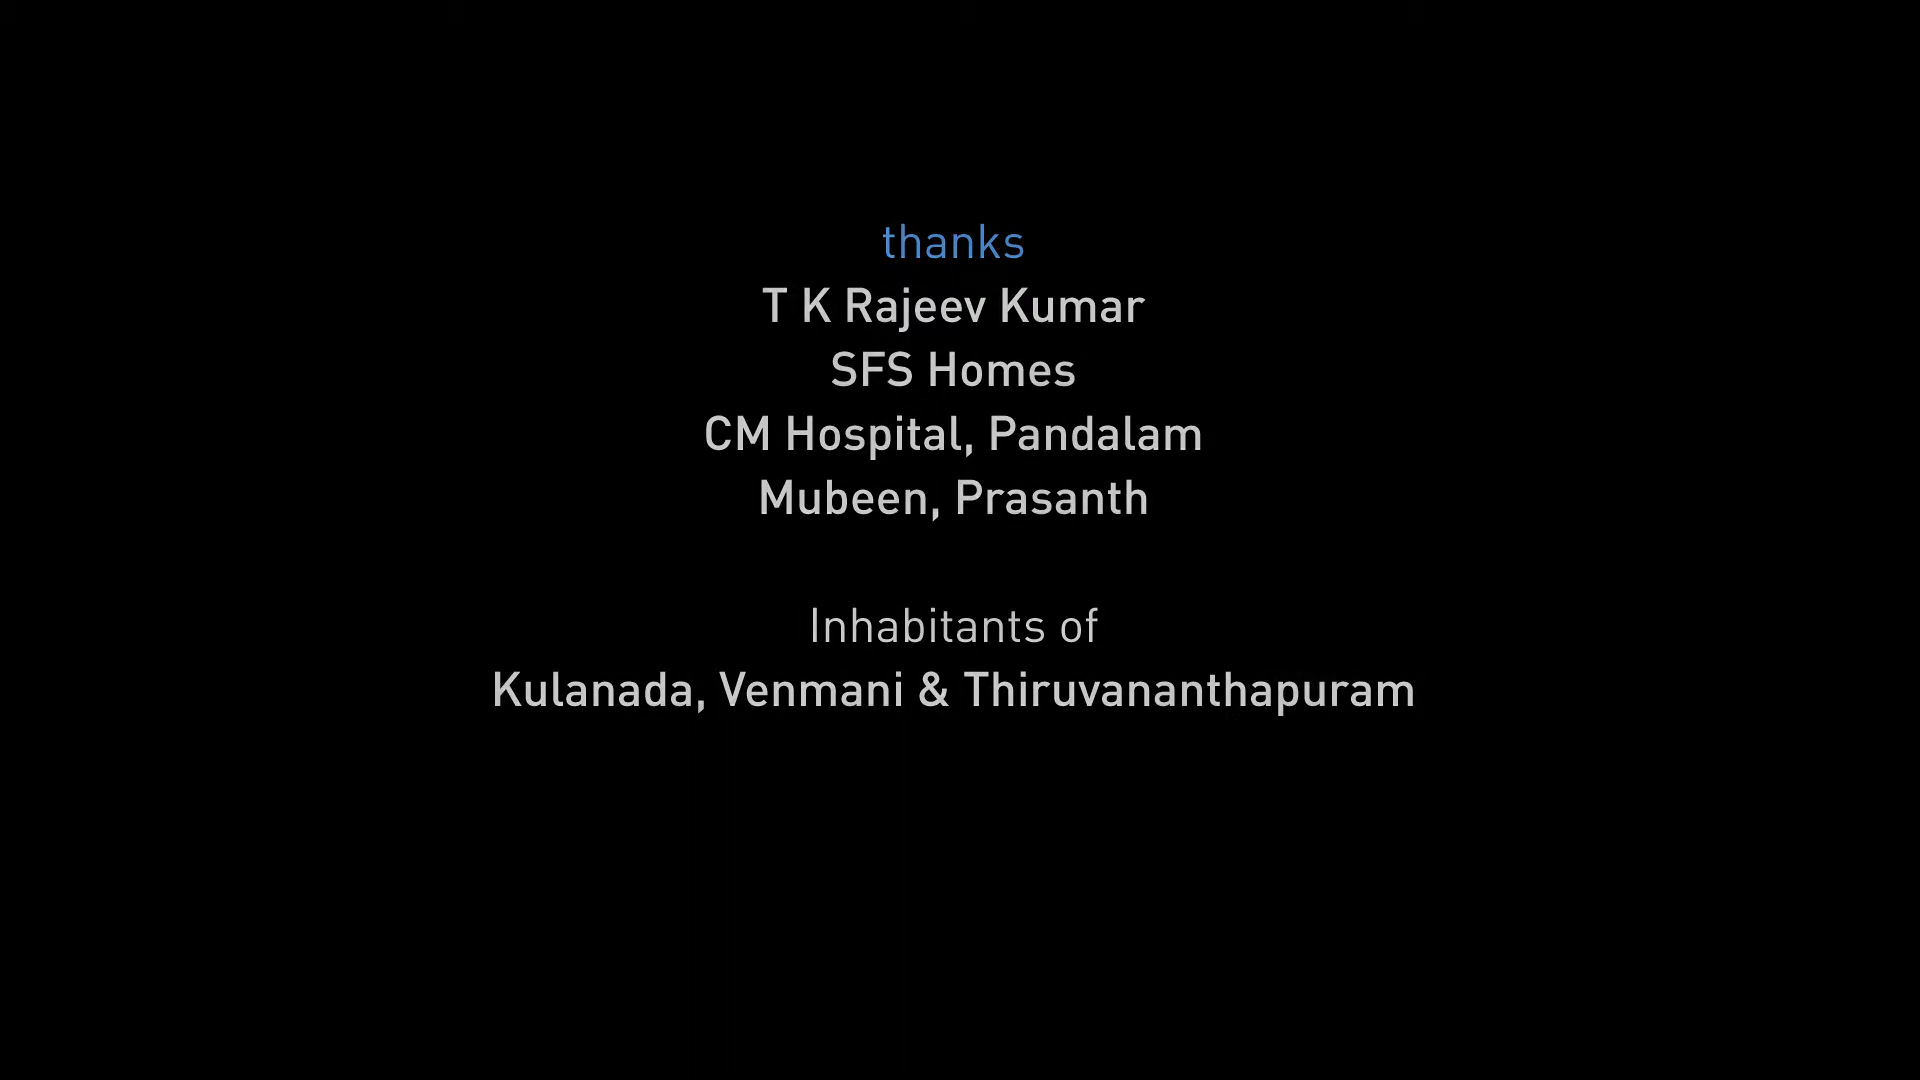 thanks
T K Rajeev Kumar
SFS Homes
CM Hospital, Pandalam
Mubeen, Prasanth
Inhabitants of
Kulanada, Venmani & Thiruvananthapuram